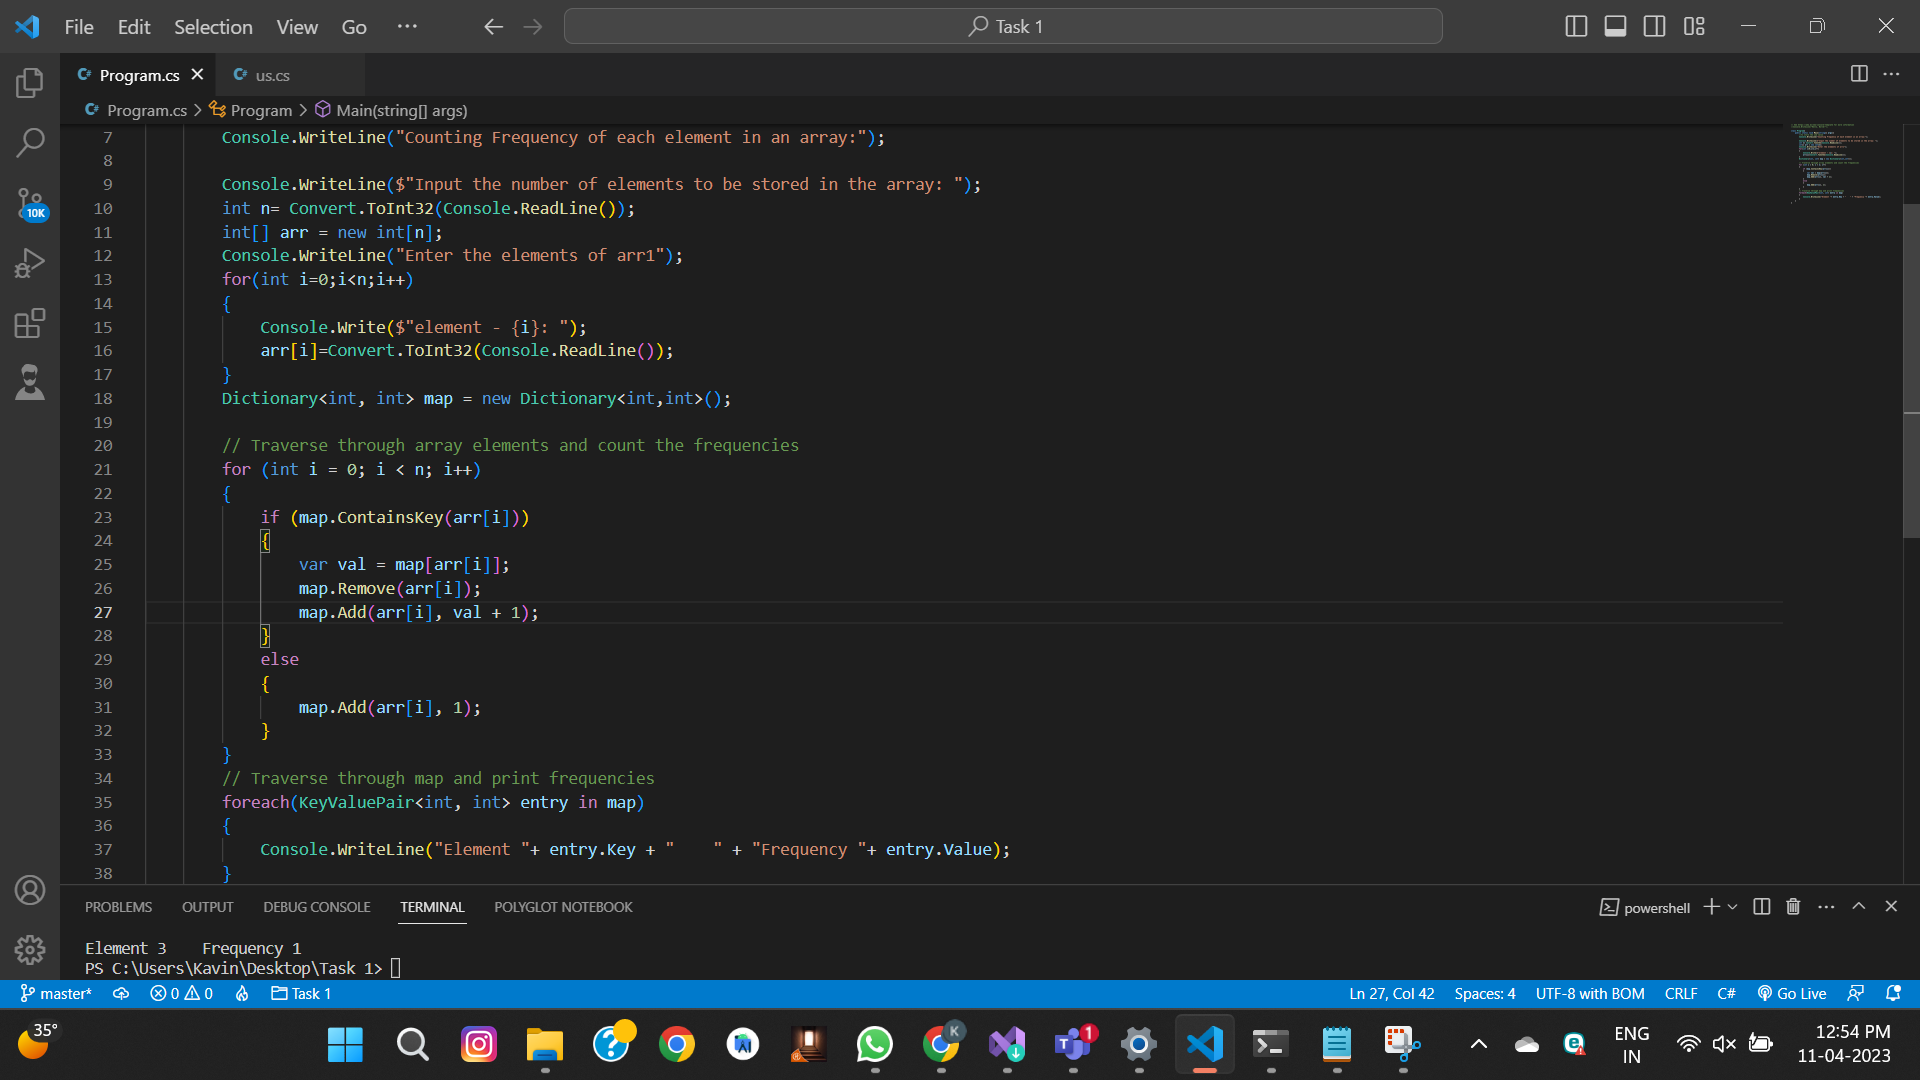 File Edit Selection View Go ··· Task 1
C# Program.cs C# us.cs
C# Program.cs > Program > Main(string[] args)
7 Console.WriteLine("Counting Frequency of each element in an array:");
8
9 Console.WriteLine($"Input the number of elements to be stored in the array: ");
10 int n= Convert.ToInt32(Console.ReadLine());
11 int[] arr = new int[n];
12 Console.WriteLine("Enter the elements of arr1");
13 for(int i=0;i<n;i++)
14 {
15 Console.Write($"element - {i}: ");
16 arr[i]=Convert.ToInt32(Console.ReadLine());
17 }
18 Dictionary<int, int> map = new Dictionary<int,int>();
19
20 // Traverse through array elements and count the frequencies
21 for (int i = 0; i < n; i++)
22 {
23 if (map.ContainsKey(arr[i]))
24 {
25 var val = map[arr[i]];
26 map.Remove(arr[i]);
27 map.Add(arr[i], val + 1);
28 }
29 else
30 {
31 map.Add(arr[i], 1);
32 }
33 }
34 // Traverse through map and print frequencies
35 foreach(KeyValuePair<int, int> entry in map)
36 {
37 Console.WriteLine("Element "+ entry.Key + "    " + "Frequency "+ entry.Value);
38 }
10K
PROBLEMS OUTPUT DEBUG CONSOLE TERMINAL POLYGLOT NOTEBOOK powershell
Element 3    Frequency 1
PS C:\Users\Kavin\Desktop\Task 1>
master* 0 0 Task 1 Ln 27, Col 42 Spaces: 4 UTF-8 with BOM CRLF C# Go Live
35° K 1 ENG 12:54 PM
IN 11-04-2023